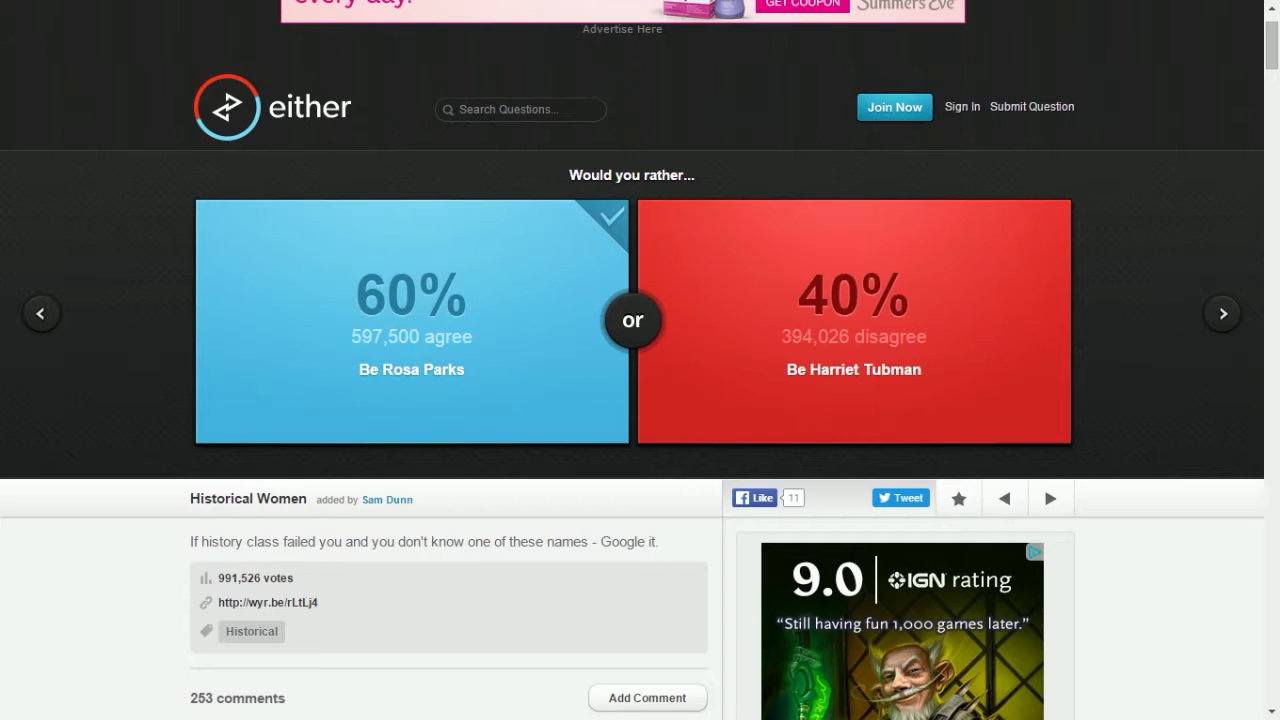 every day.
GET COUPON
Summer's Eve
Advertise Here
either
Search Questions...
Join Now
Sign In
Submit Question
Would you rather...
60%
597,500 agree
Be Rosa Parks
or
40%
394,026 disagree
Be Harriet Tubman
Historical Women
added by Sam Dunn
Like
11
Tweet
If history class failed you and you don't know one of these names - Google it.
991,526 votes
http://wyr.be/rLtLj4
Historical
253 comments
Add Comment
9.0
IGN rating
“Still having fun 1,000 games later.”